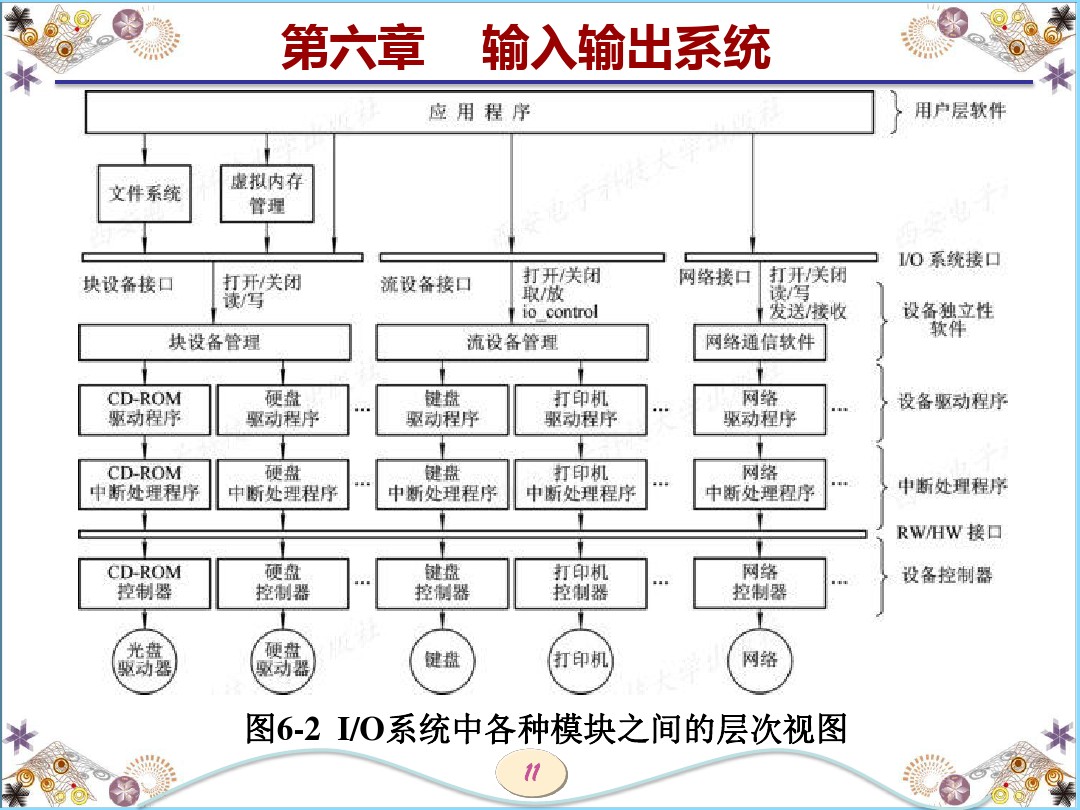 第六章 输入输出系统
应用程序
用户层软件
文件系统
虚拟内存
管理
I/O 系统接口
块设备接口
打开/关闭
读/写
流设备接口
打开/关闭
取/放
io_control
网络接口
打开/关闭
读/写
发送/接收
设备独立性
软件
块设备管理
流设备管理
网络通信软件
CD-ROM
驱动程序
硬盘
驱动程序
...
键盘
驱动程序
打印机
驱动程序
...
网络
驱动程序
...
设备驱动程序
CD-ROM
中断处理程序
硬盘
中断处理程序
...
键盘
中断处理程序
打印机
中断处理程序
...
网络
中断处理程序
...
中断处理程序
RW/HW 接口
CD-ROM
控制器
硬盘
控制器
...
键盘
控制器
打印机
控制器
...
网络
控制器
...
设备控制器
光盘
驱动器
硬盘
驱动器
键盘
打印机
网络
图6-2 I/O系统中各种模块之间的层次视图
11